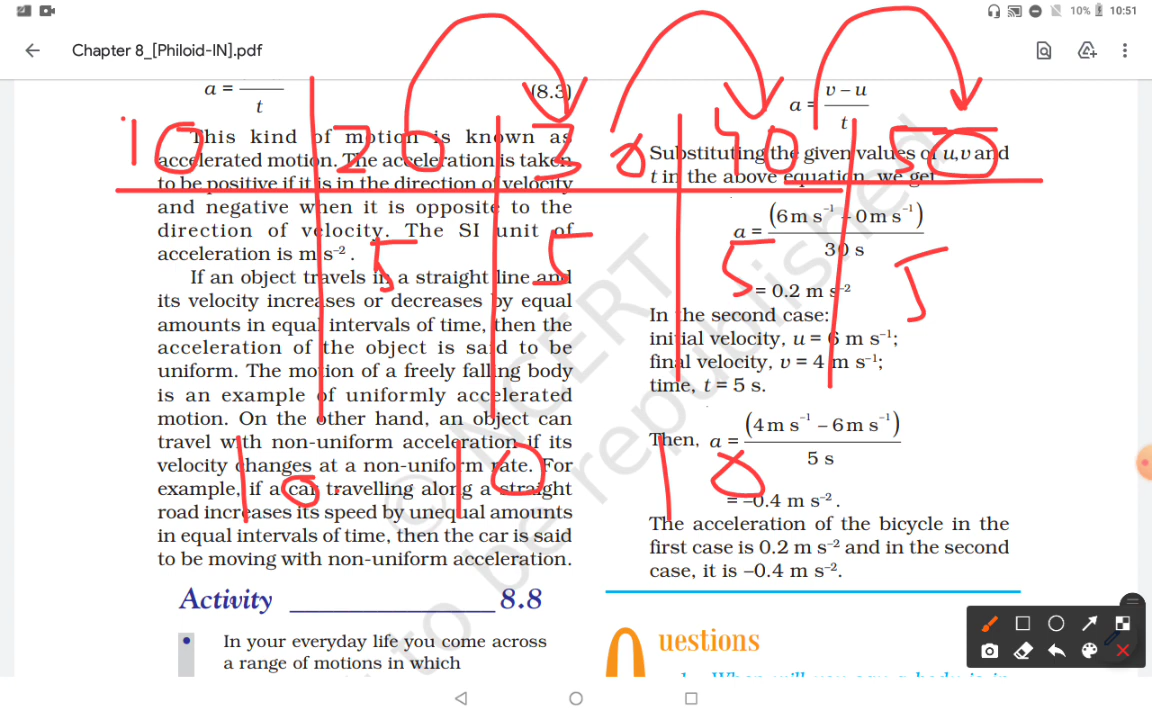 10% 10:51
Chapter 8_[Philoid-IN].pdf
a = —
t
(8.3)
10 20 30 40 50
This kind of motion is known as
accelerated motion. The acceleration is taken
to be positive if it is in the direction of velocity
and negative when it is opposite to the
direction of velocity. The SI unit of
acceleration is m s⁻².
5 5 5 5
If an object travels in a straight line and
its velocity increases or decreases by equal
amounts in equal intervals of time, then the
acceleration of the object is said to be
uniform. The motion of a freely falling body
is an example of uniformly accelerated
motion. On the other hand, an object can
travel with non-uniform acceleration if its
velocity changes at a non-uniform rate. For
example, if a car travelling along a straight
road increases its speed by unequal amounts
in equal intervals of time, then the car is said
to be moving with non-uniform acceleration.
10 10 10
Activity 8.8
• In your everyday life you come across
a range of motions in which
a = v – u
t
Substituting the given values of u,v and
t in the above equation, we get
a = (6 m s⁻¹ – 0 m s⁻¹)
30 s
= 0.2 m s⁻²
In the second case:
initial velocity, u = 6 m s⁻¹;
final velocity, v = 4 m s⁻¹;
time, t = 5 s.
Then, a = (4 m s⁻¹ – 6 m s⁻¹)
5 s
= –0.4 m s⁻².
The acceleration of the bicycle in the
first case is 0.2 m s⁻² and in the second
case, it is –0.4 m s⁻².
Questions
© NCERT
to be republished